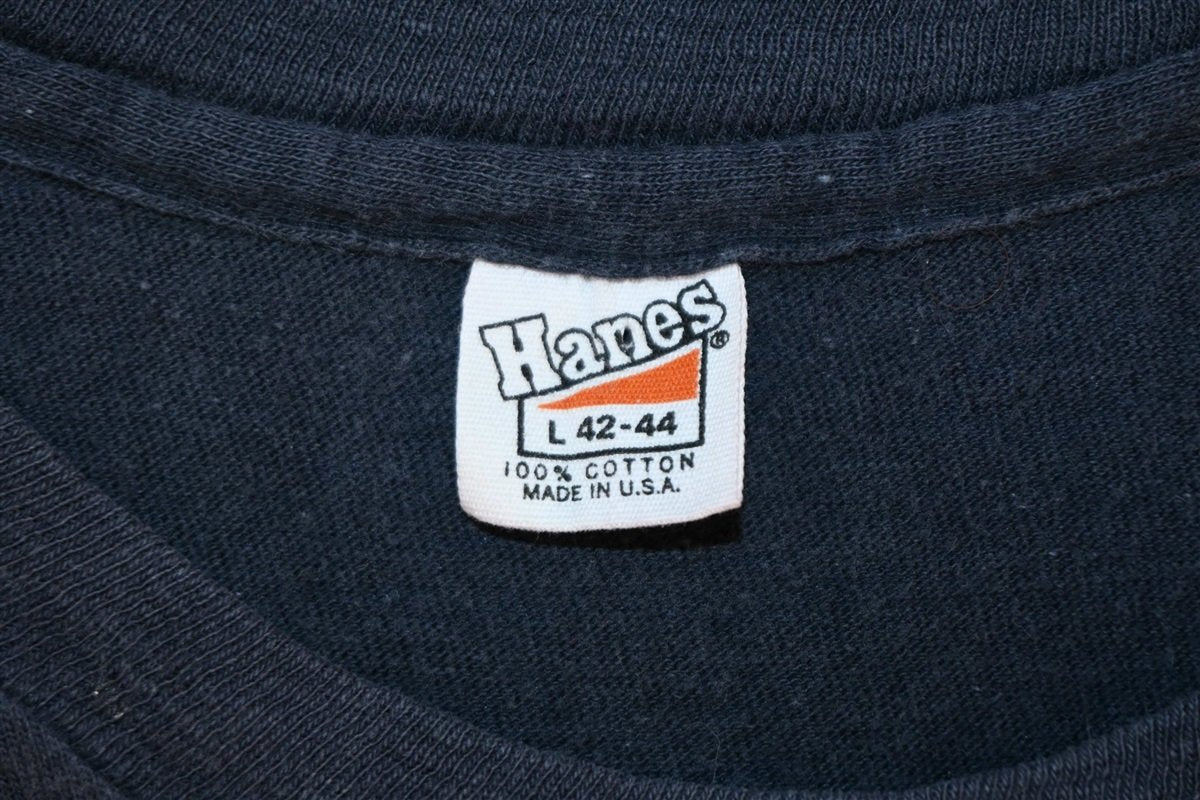 Hanes®
L 42-44
100% COTTON
MADE IN U.S.A.